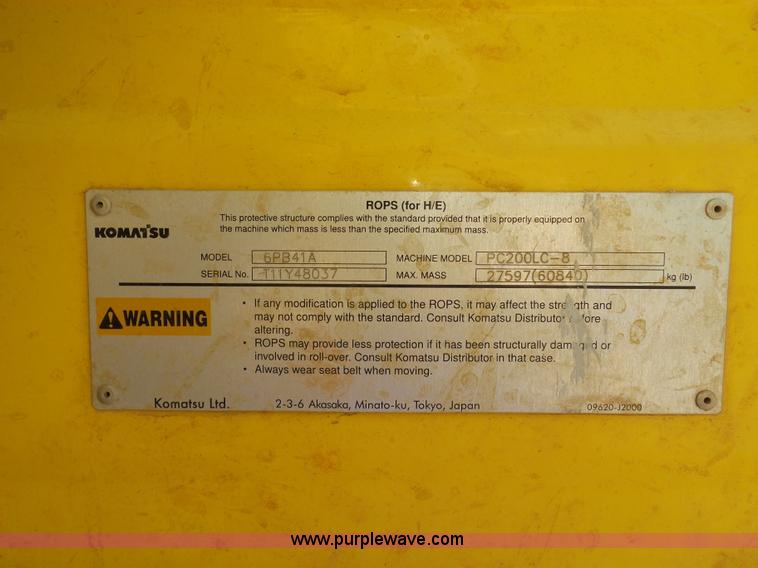 ROPS (for H/E)
This protective structure complies with the standard provided that it is properly equipped on
the machine which mass is less than the specified maximum mass.
KOMATSU
MODEL 6PB41A MACHINE MODEL PC200LC-8
SERIAL No. T11Y48037 MAX. MASS 27597(60840) kg (lb)
WARNING
• If any modification is applied to the ROPS, it may affect the strength and
may not comply with the standard. Consult Komatsu Distributor before
altering.
• ROPS may provide less protection if it has been structurally damaged or
involved in roll-over. Consult Komatsu Distributor in that case.
• Always wear seat belt when moving.
Komatsu Ltd. 2-3-6 Akasaka, Minato-ku, Tokyo, Japan 09620-J2000
www.purplewave.com